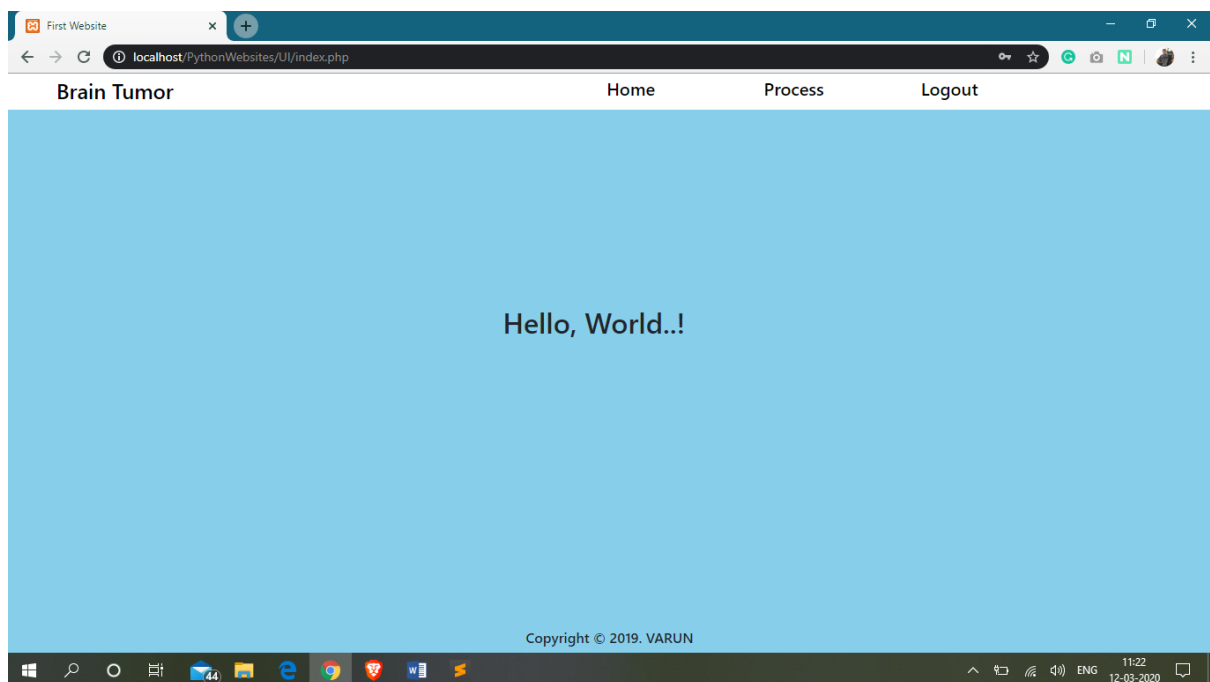 First Website
localhost/PythonWebsites/UI/index.php
Brain Tumor Home Process Logout
Hello, World..!
Copyright © 2019. VARUN
44 ENG 11:22
12-03-2020